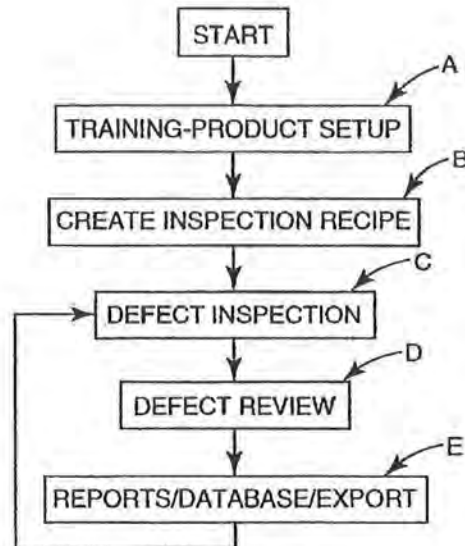 START
A
TRAINING-PRODUCT SETUP
B
CREATE INSPECTION RECIPE
C
DEFECT INSPECTION
D
DEFECT REVIEW
E
REPORTS/DATABASE/EXPORT